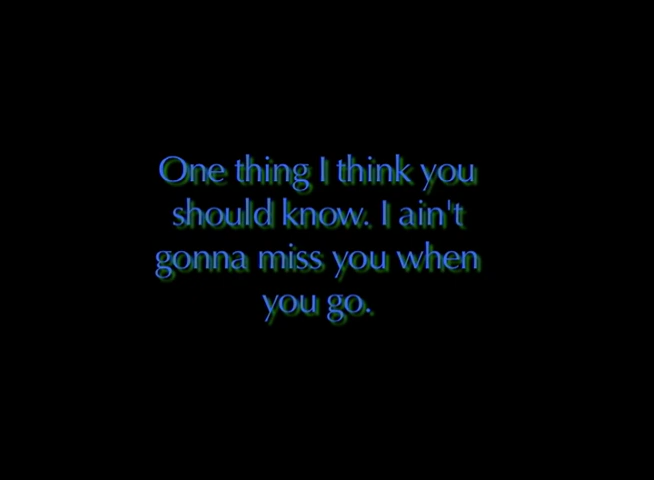 One thing I think you
should know. I ain't
gonna miss you when
you go.